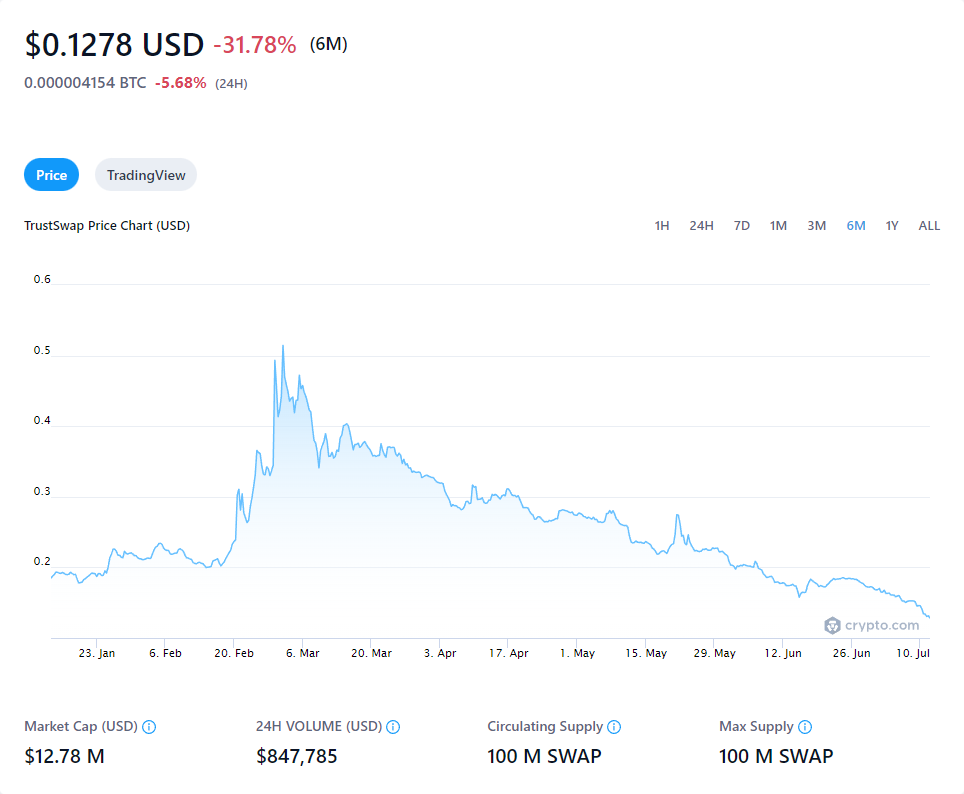 $0.1278 USD -31.78% (6M)
0.000004154 BTC -5.68% (24H)
Price TradingView
TrustSwap Price Chart (USD) 1H 24H 7D 1M 3M 6M 1Y ALL
0.6
0.5
0.4
0.3
0.2
crypto.com
23. Jan 6. Feb 20. Feb 6. Mar 20. Mar 3. Apr 17. Apr 1. May 15. May 29. May 12. Jun 26. Jun 10. Jul
Market Cap (USD) 24H VOLUME (USD) Circulating Supply Max Supply
$12.78 M $847,785 100 M SWAP 100 M SWAP